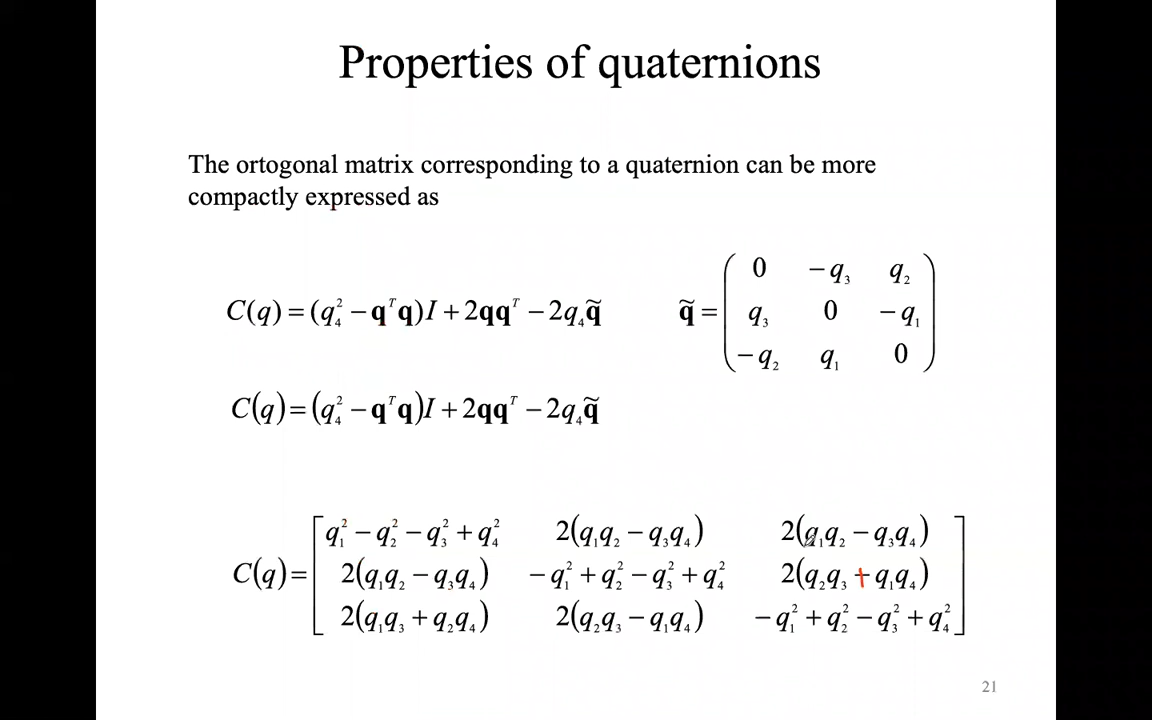 Properties of quaternions
The ortogonal matrix corresponding to a quaternion can be more
compactly expressed as
C(q) = (q₄² − 𝐪ᵀ𝐪)I + 2𝐪𝐪ᵀ − 2q₄𝐪̃
𝐪̃ = ( 0 −q₃ q₂
q₃ 0 −q₁
−q₂ q₁ 0 )
C(q) = (q₄² − 𝐪ᵀ𝐪)I + 2𝐪𝐪ᵀ − 2q₄𝐪̃
C(q) = [ q₁² − q₂² − q₃² + q₄² 2(q₁q₂ − q₃q₄) 2(q₁q₂ − q₃q₄)
2(q₁q₂ − q₃q₄) −q₁² + q₂² − q₃² + q₄² 2(q₂q₃ + q₁q₄)
2(q₁q₃ + q₂q₄) 2(q₂q₃ − q₁q₄) −q₁² + q₂² − q₃² + q₄² ]
21